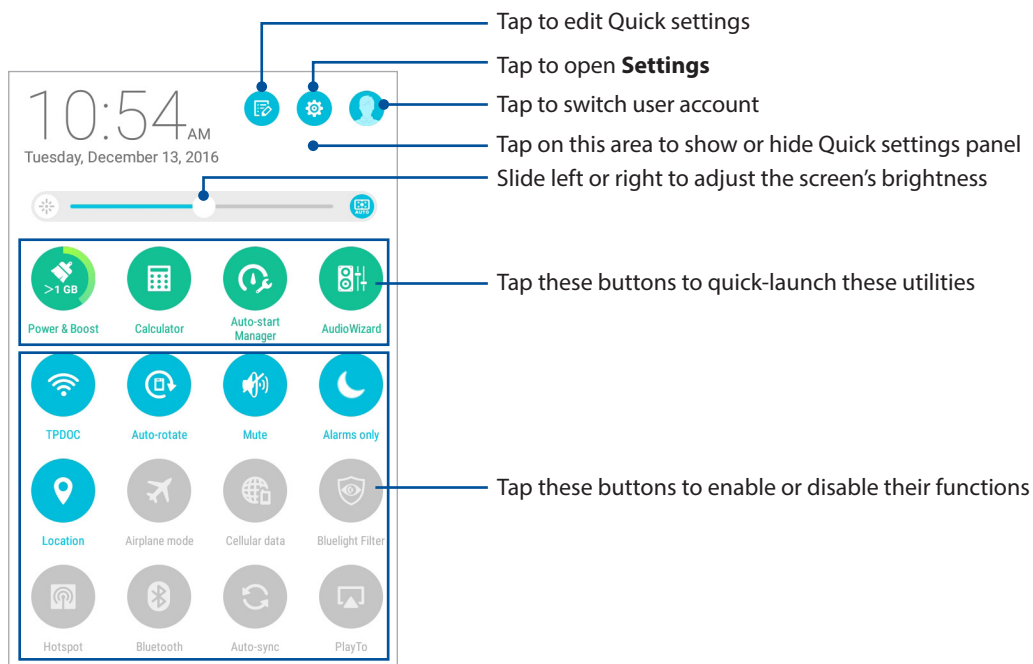 Tap to edit Quick settings
Tap to open Settings
Tap to switch user account
Tap on this area to show or hide Quick settings panel
Slide left or right to adjust the screen's brightness
10:54 AM
Tuesday, December 13, 2016
AUTO
>1 GB
Power & Boost
Calculator
Auto-start
Manager
AudioWizard
Tap these buttons to quick-launch these utilities
TPDOC
Auto-rotate
Mute
Alarms only
Location
Airplane mode
Cellular data
Bluelight Filter
Tap these buttons to enable or disable their functions
Hotspot
Bluetooth
Auto-sync
PlayTo